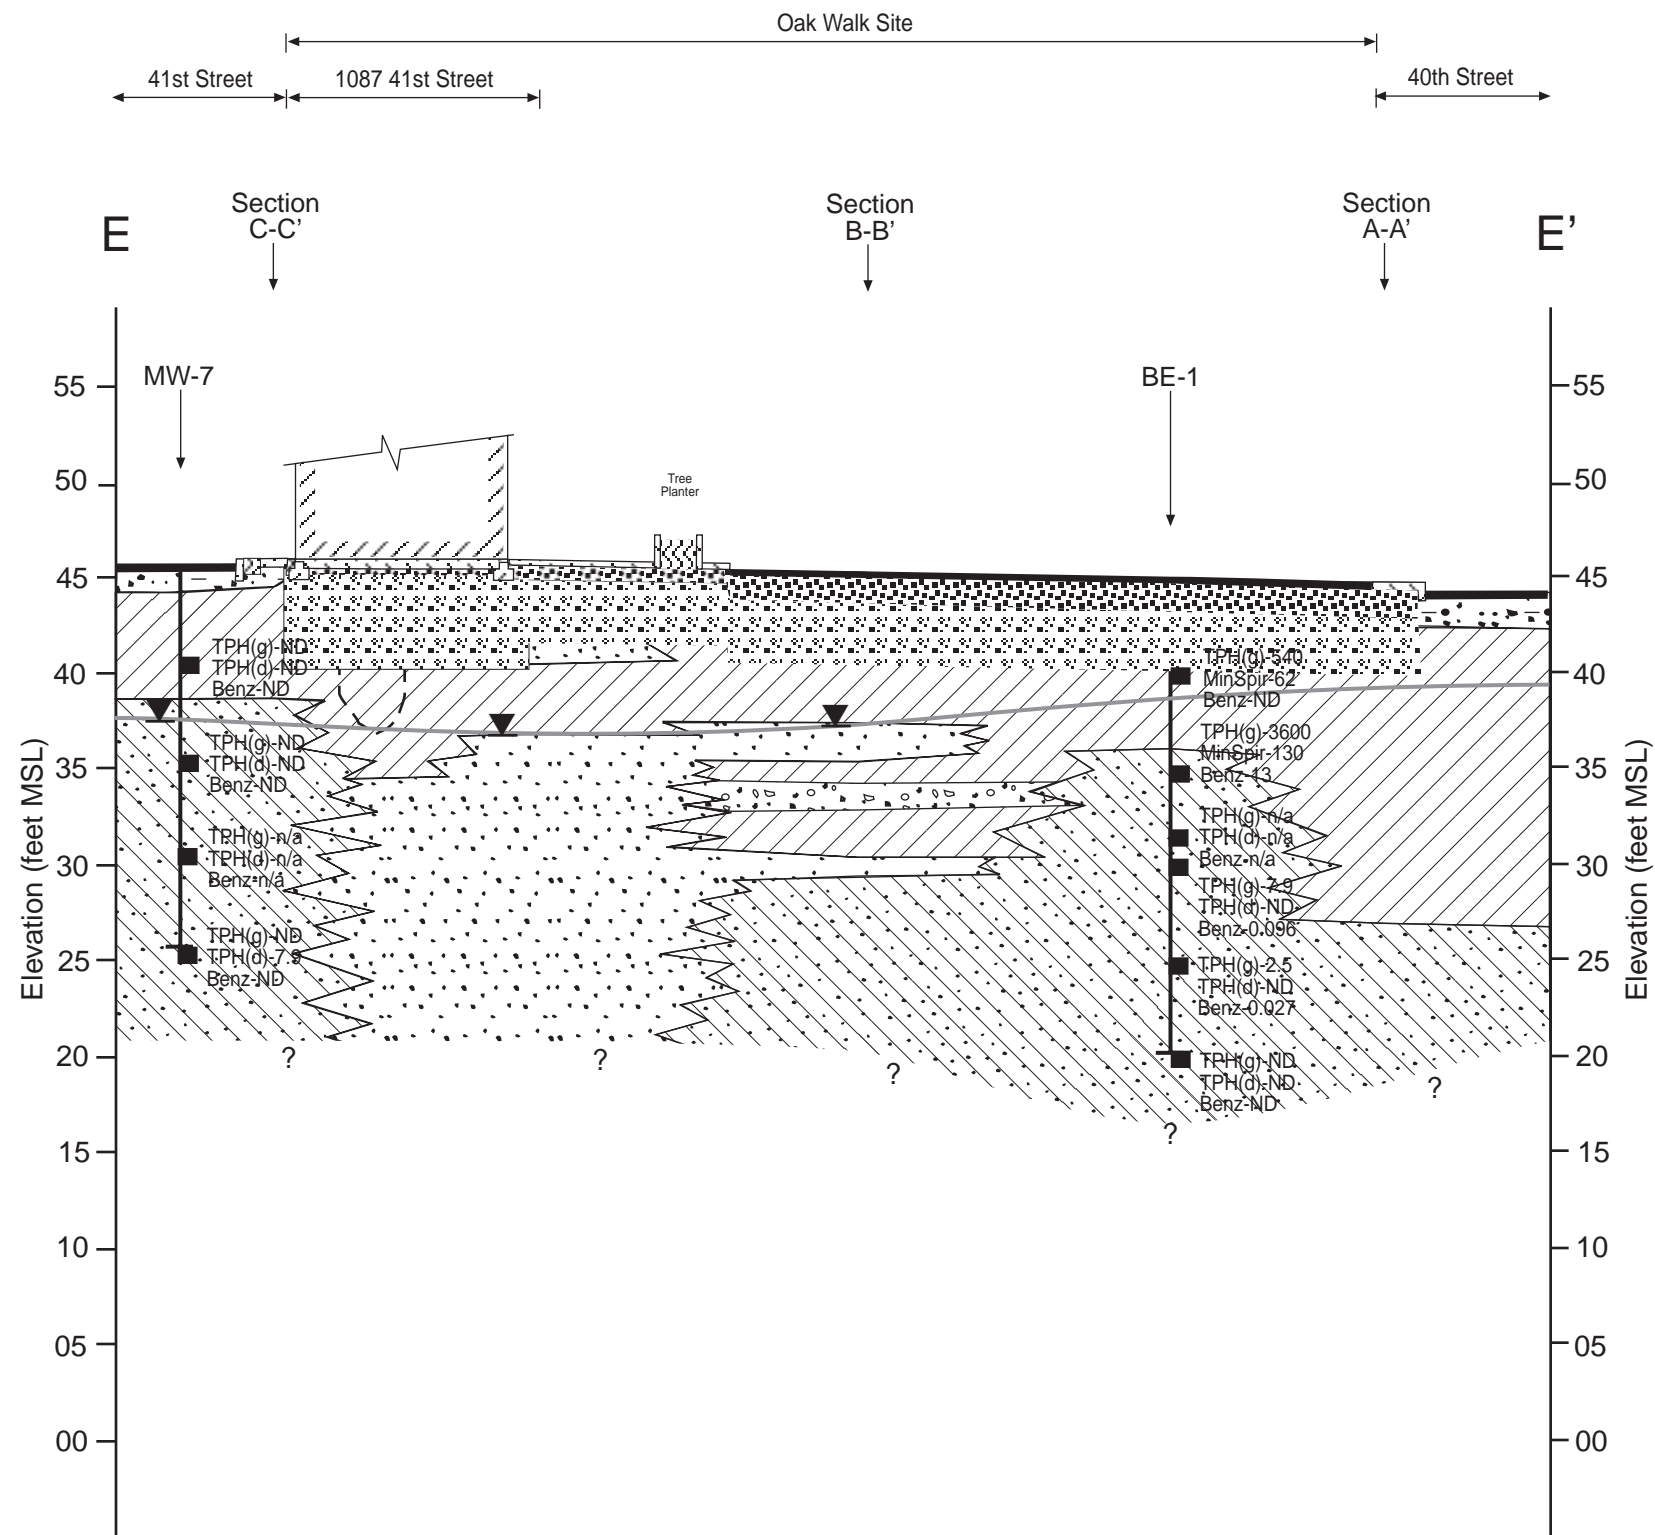 Oak Walk Site
41st Street
1087 41st Street
40th Street
Section
C-C’
Section
B-B’
Section
A-A’
E
E’
MW-7
BE-1
55
50
45
40
35
30
25
20
15
10
05
00
55
50
45
40
35
30
25
20
15
10
05
00
Elevation (feet MSL)
Elevation (feet MSL)
Tree
Planter
TPH(g)-ND
TPH(d)-ND
Benz-ND
TPH(g)-ND
TPH(d)-ND
Benz-ND
TPH(g)-n/a
TPH(d)-n/a
Benz-n/a
TPH(g)-ND
TPH(d)-7.9
Benz-ND
TPH(g)-540
MinSpir-62
Benz-ND
TPH(g)-3600
MinSpir-130
Benz-13
TPH(g)-n/a
TPH(d)-n/a
Benz-n/a
TPH(g)-7.9
TPH(d)-ND
Benz-0.096
TPH(g)-2.5
TPH(d)-ND
Benz-0.027
TPH(g)-ND
TPH(d)-ND
Benz-ND
?
?
?
?
?